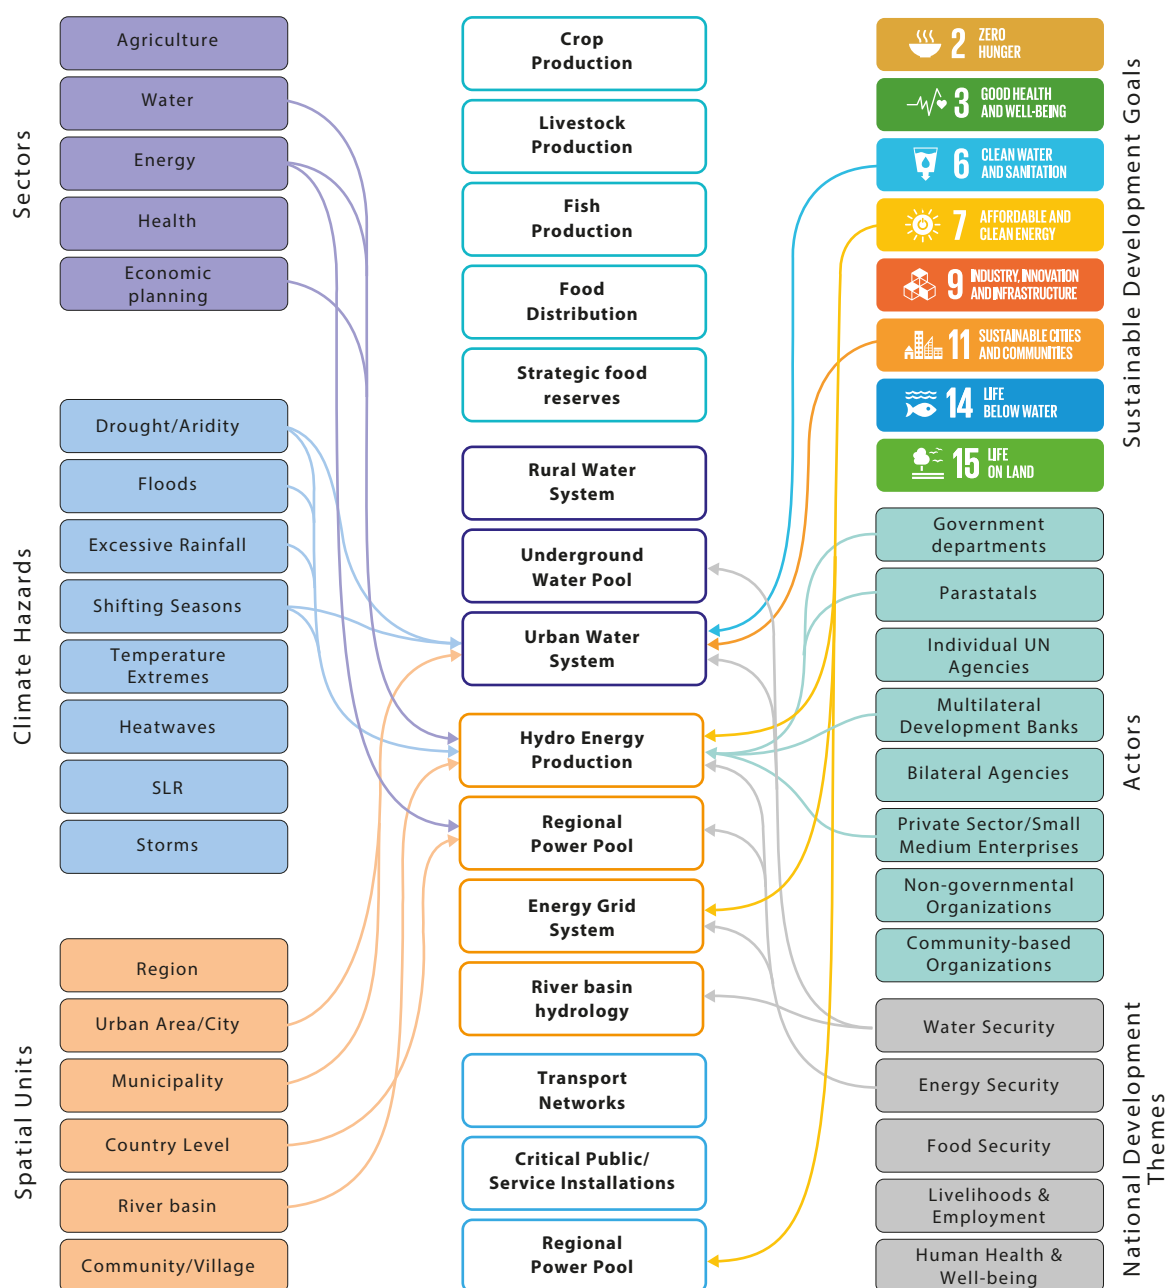 Sectors
Agriculture
Water
Energy
Health
Economic
planning
Climate Hazards
Drought/Aridity
Floods
Excessive Rainfall
Shifting Seasons
Temperature
Extremes
Heatwaves
SLR
Storms
Spatial Units
Region
Urban Area/City
Municipality
Country Level
River basin
Community/Village
Crop
Production
Livestock
Production
Fish
Production
Food
Distribution
Strategic food
reserves
Rural Water
System
Underground
Water Pool
Urban Water
System
Hydro Energy
Production
Regional
Power Pool
Energy Grid
System
River basin
hydrology
Transport
Networks
Critical Public/
Service Installations
Regional
Power Pool
Sustainable Development Goals
2 ZERO
HUNGER
3 GOOD HEALTH
AND WELL-BEING
6 CLEAN WATER
AND SANITATION
7 AFFORDABLE AND
CLEAN ENERGY
9 INDUSTRY, INNOVATION
AND INFRASTRUCTURE
11 SUSTAINABLE CITIES
AND COMMUNITIES
14 LIFE
BELOW WATER
15 LIFE
ON LAND
Actors
Government
departments
Parastatals
Individual UN
Agencies
Multilateral
Development Banks
Bilateral Agencies
Private Sector/Small
Medium Enterprises
Non-governmental
Organizations
Community-based
Organizations
National Development
Themes
Water Security
Energy Security
Food Security
Livelihoods &
Employment
Human Health &
Well-being